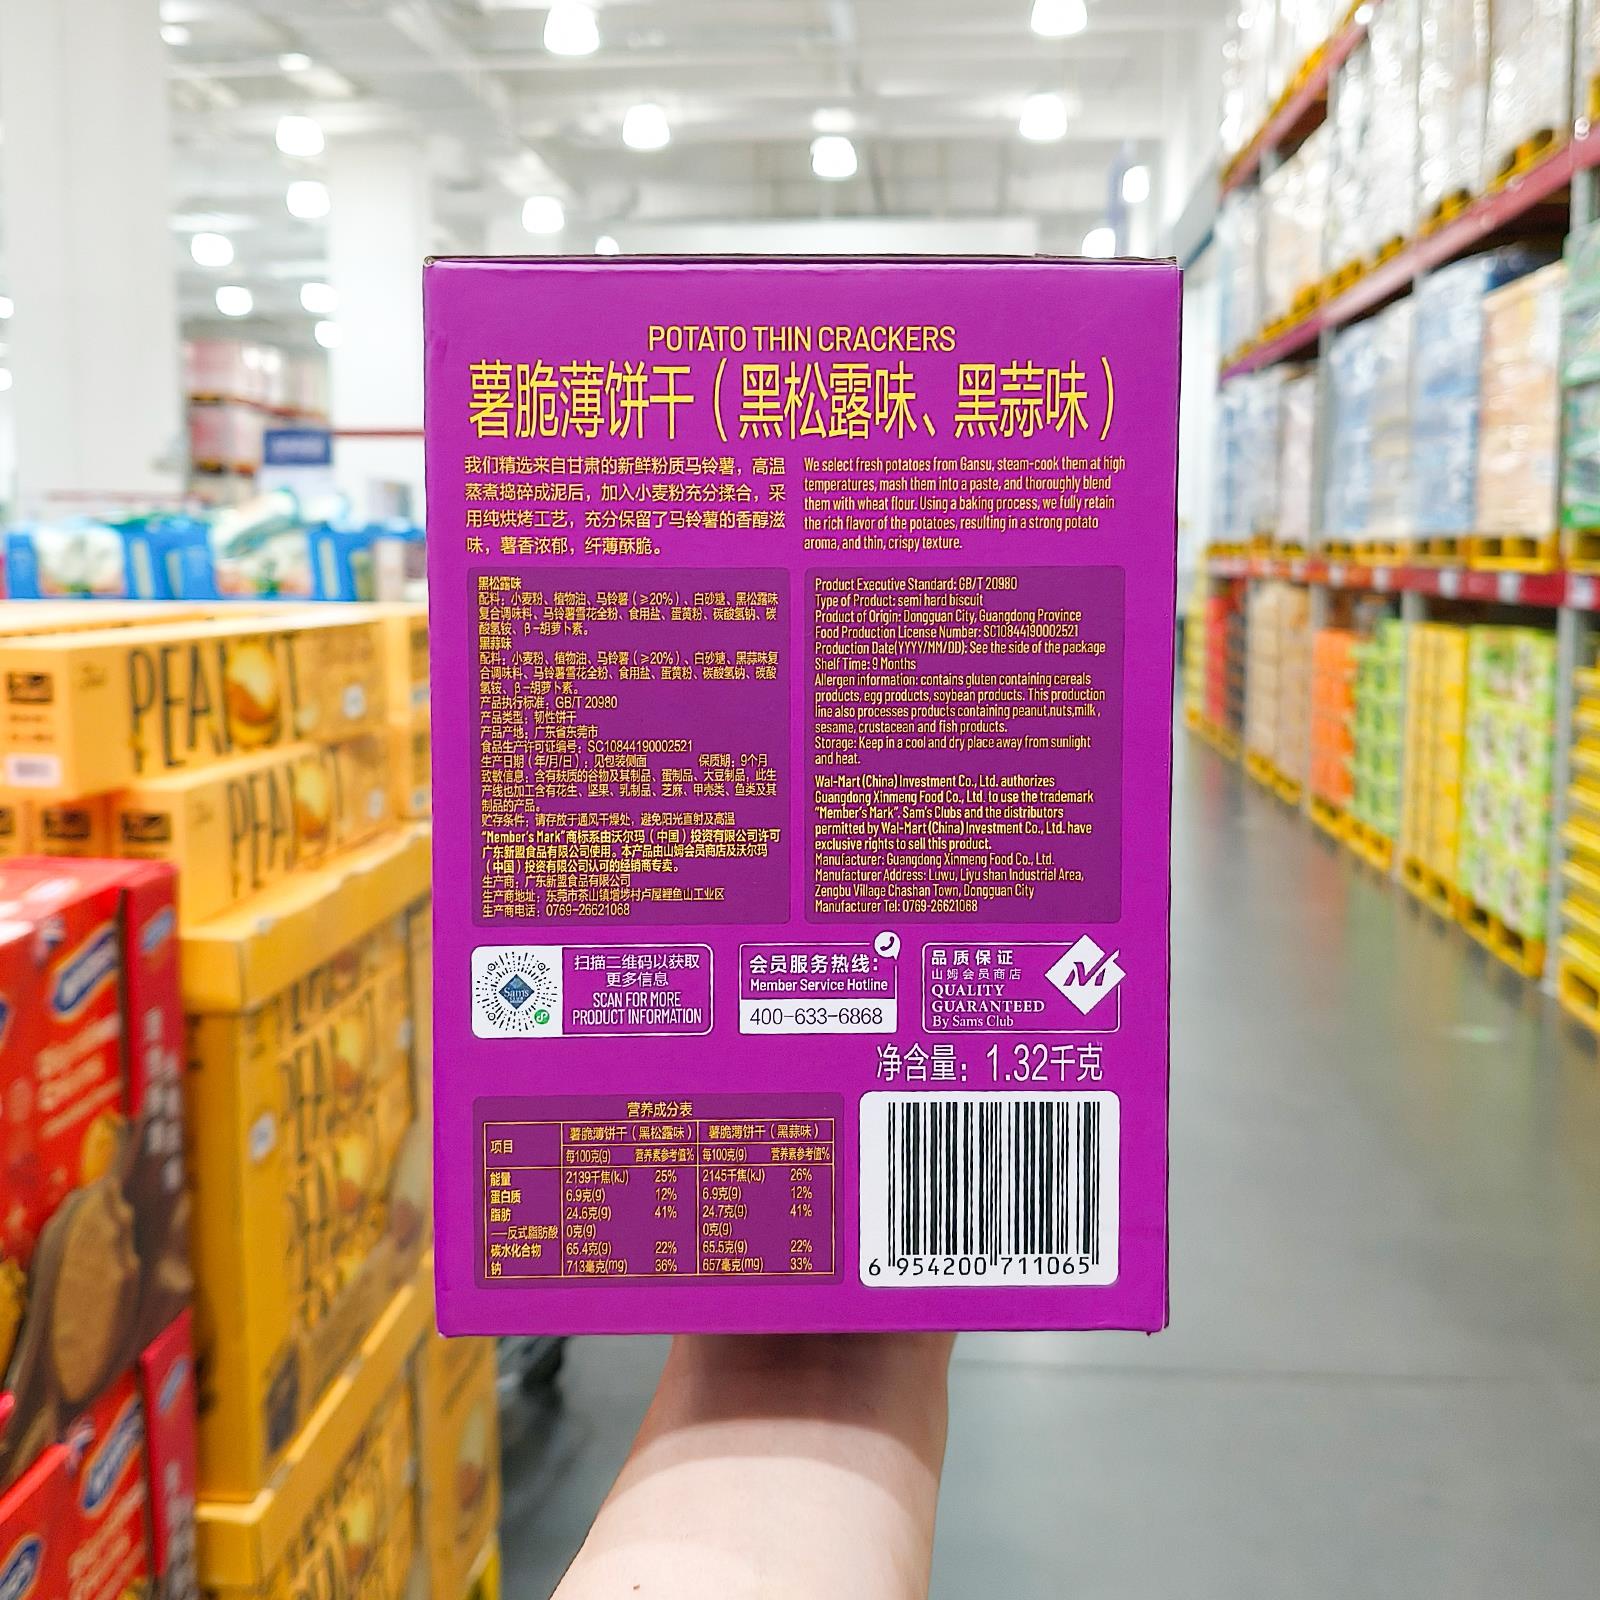 POTATO THIN CRACKERS
薯脆薄饼干（黑松露味、黑蒜味）
我们精选来自甘肃的新鲜粉质马铃薯，高温
蒸煮捣碎成泥后，加入小麦粉充分揉合，采
用纯烘烤工艺，充分保留了马铃薯的香醇滋
味，薯香浓郁，纤薄酥脆。
We select fresh potatoes from Gansu, steam-cook them at high
temperatures, mash them into a paste, and thoroughly blend
them with wheat flour. Using a baking process, we fully retain
the rich flavor of the potatoes, resulting in a strong potato
aroma, and thin, crispy texture.
黑松露味
配料：小麦粉、植物油、马铃薯（≥20%）、白砂糖、黑松露味
复合调味料、马铃薯雪花全粉、食用盐、蛋黄粉、碳酸氢钠、碳
酸氢铵、β-胡萝卜素。
黑蒜味
配料：小麦粉、植物油、马铃薯（≥20%）、白砂糖、黑蒜味复
合调味料、马铃薯雪花全粉、食用盐、蛋黄粉、碳酸氢钠、碳酸
氢铵、β-胡萝卜素。
产品执行标准：GB/T 20980
产品类型：韧性饼干
产品产地：广东省东莞市
食品生产许可证编号：SC10844190002521
生产日期（年/月/日）：见包装侧面 保质期：9个月
致敏信息：含有麸质的谷物及其制品、蛋制品、大豆制品，此生
产线也加工含有花生、坚果、乳制品、芝麻、甲壳类、鱼类及其
制品的产品。
贮存条件：请存放于通风干燥处，避免阳光直射及高温
“Member's Mark”商标系由沃尔玛（中国）投资有限公司许可
广东新盟食品有限公司使用。本产品由山姆会员商店及沃尔玛
（中国）投资有限公司认可的经销商专卖。
生产商：广东新盟食品有限公司
生产商地址：东莞市茶山镇增埗村卢屋鲤鱼山工业区
生产商电话：0769-26621068
Product Executive Standard: GB/T 20980
Type of Product: semi hard biscuit
Product of Origin: Dongguan City, Guangdong Province
Food Production License Number: SC10844190002521
Production Date(YYYY/MM/DD): See the side of the package
Shelf Time: 9 Months
Allergen information: contains gluten containing cereals
products, egg products, soybean products. This production
line also processes products containing peanut,nuts,milk ,
sesame, crustacean and fish products.
Storage: Keep in a cool and dry place away from sunlight
and heat.
Wal-Mart (China) Investment Co., Ltd. authorizes
Guangdong Xinmeng Food Co., Ltd. to use the trademark
“Member's Mark”. Sam's Clubs and the distributors
permitted by Wal-Mart (China) Investment Co., Ltd. have
exclusive rights to sell this product.
Manufacturer: Guangdong Xinmeng Food Co., Ltd.
Manufacturer Address: Luwu, Liyu shan Industrial Area,
Zengbu Village Chashan Town, Dongguan City
Manufacturer Tel: 0769-26621068
Sam's
扫描二维码以获取
更多信息
SCAN FOR MORE
PRODUCT INFORMATION
会员服务热线：
Member Service Hotline
400-633-6868
品质保证
山姆会员商店
QUALITY
GUARANTEED
By Sam's Club
M
净含量：1.32千克
营养成分表
项目 薯脆薄饼干（黑松露味） 薯脆薄饼干（黑蒜味）
每100克(g) 营养素参考值% 每100克(g) 营养素参考值%
能量 2139千焦(kJ) 25% 2145千焦(kJ) 26%
蛋白质 6.9克(g) 12% 6.9克(g) 12%
脂肪 24.6克(g) 41% 24.7克(g) 41%
—反式脂肪酸 0克(g) 0克(g)
碳水化合物 65.4克(g) 22% 65.5克(g) 22%
钠 713毫克(mg) 36% 657毫克(mg) 33%
6 954200 711065